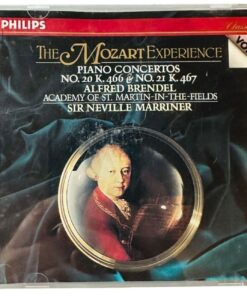 PHILIPS
THE MOZART EXPERIENCE
PIANO CONCERTOS
NO. 20 K. 466 & NO. 21 K. 467
ALFRED BRENDEL
ACADEMY OF ST. MARTIN-IN-THE-FIELDS
SIR NEVILLE MARRINER